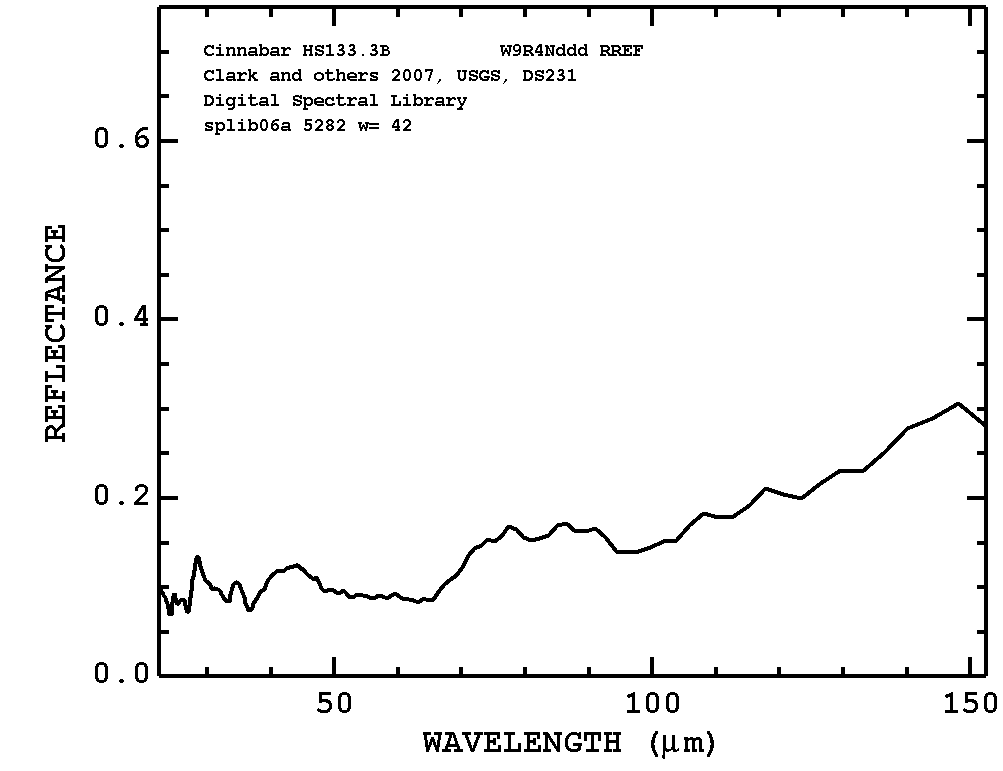 Cinnabar HS133.3B W9R4Nddd RREF
Clark and others 2007, USGS, DS231
Digital Spectral Library
splib06a 5282 w= 42
0.6
0.4
0.2
0.0
REFLECTANCE
50 100 150
WAVELENGTH (μm)